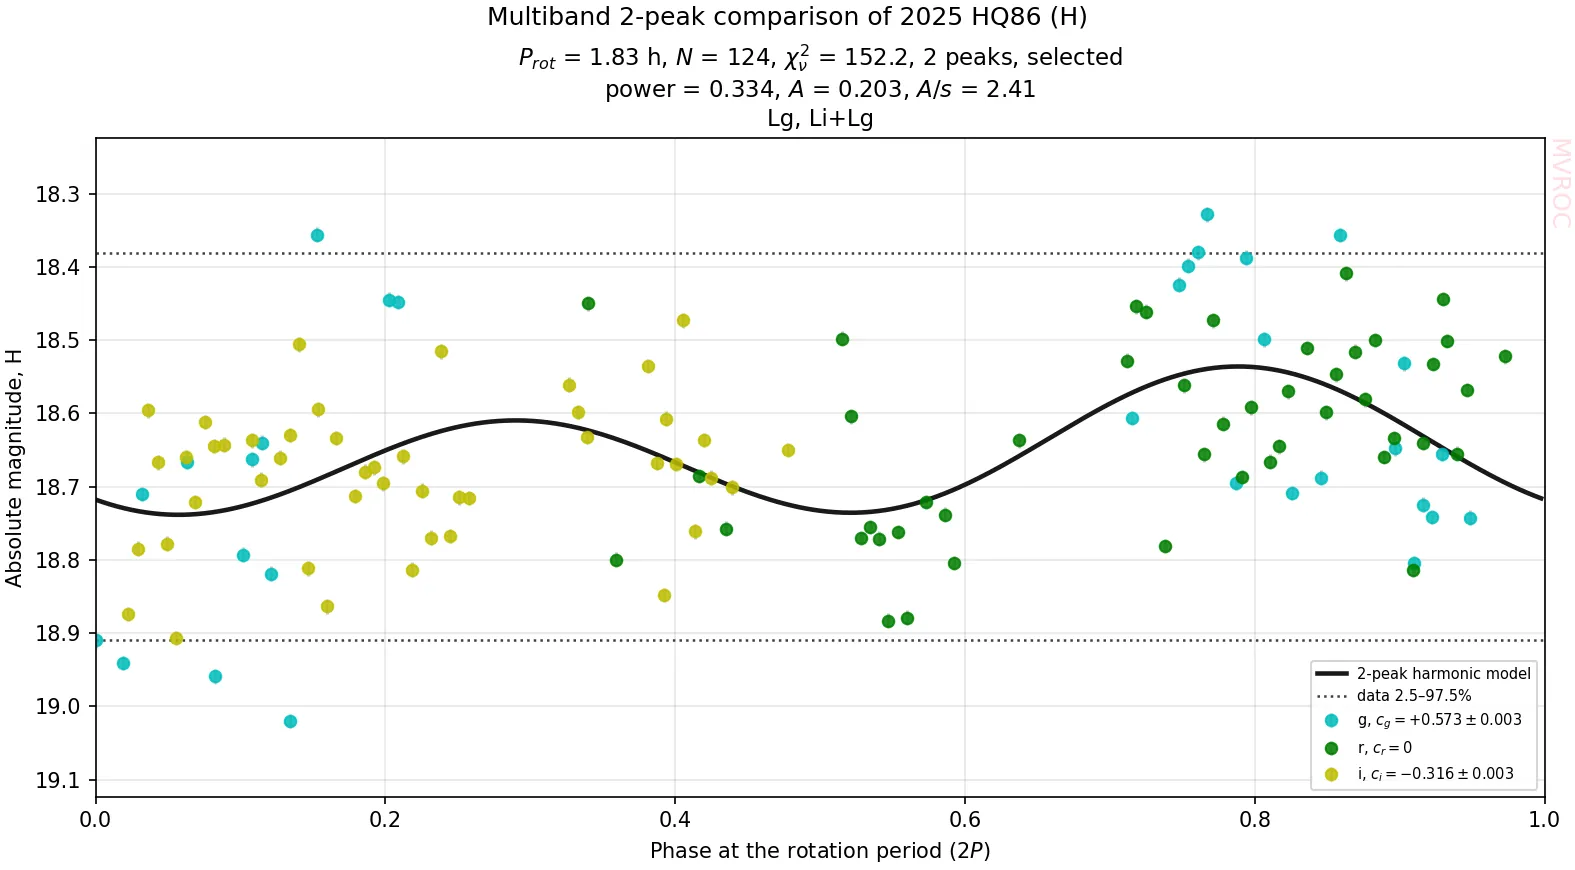 Multiband 2-peak comparison of 2025 HQ86 (H)
P_rot = 1.83 h, N = 124, χ²_ν = 152.2, 2 peaks, selected
power = 0.334, A = 0.203, A/s = 2.41
Lg, Li+Lg
MVROC
Absolute magnitude, H
18.3
18.4
18.5
18.6
18.7
18.8
18.9
19.0
19.1
2-peak harmonic model
data 2.5–97.5%
g, c_g = +0.573 ± 0.003
r, c_r = 0
i, c_i = −0.316 ± 0.003
0.0 0.2 0.4 0.6 0.8 1.0
Phase at the rotation period (2P)